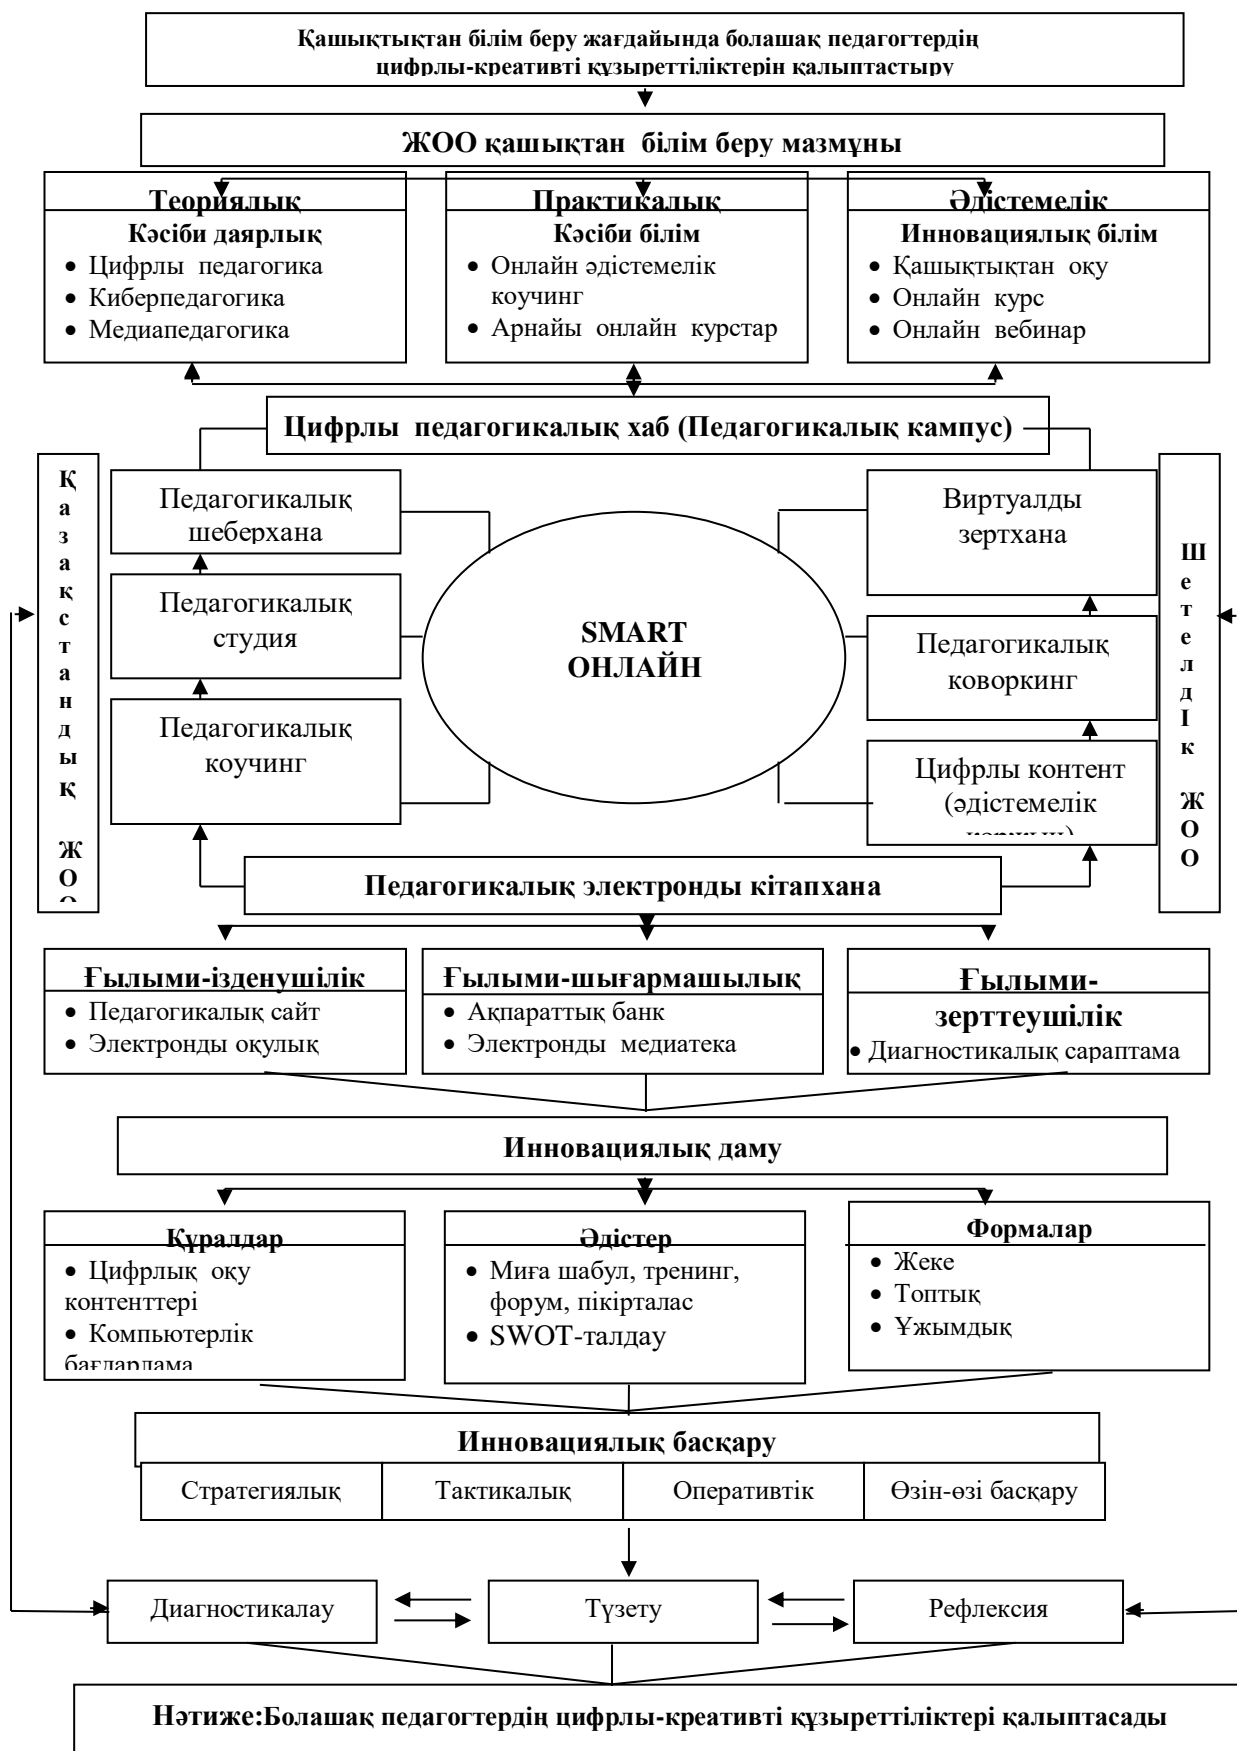 Қашықтықтан білім беру жағдайында болашақ педагогтердің
цифрлы-креативті құзыреттіліктерін қалыптастыру
ЖОО қашықтан білім беру мазмұны
Теориялық
Кәсіби даярлық
• Цифрлы педагогика
• Киберпедагогика
• Медиапедагогика
Практикалық
Кәсіби білім
• Онлайн әдістемелік
коучинг
• Арнайы онлайн курстар
Әдістемелік
Инновациялық білім
• Қашықтықтан оқу
• Онлайн курс
• Онлайн вебинар
Цифрлы педагогикалық хаб (Педагогикалық кампус)
Қазақстандық ЖОО
Педагогикалық
шеберхана
Педагогикалық
студия
Педагогикалық
коучинг
SMART
ОНЛАЙН
Виртуалды
зертхана
Педагогикалық
коворкинг
Цифрлы контент
(әдістемелік
ШетелдІк ЖОО
Педагогикалық электронды кітапхана
Ғылыми-ізденушілік
• Педагогикалық сайт
• Электронды оқулық
Ғылыми-шығармашылық
• Ақпараттық банк
• Электронды медиатека
Ғылыми-
зерттеушілік
• Диагностикалық сараптама
Инновациялық даму
Құралдар
• Цифрлық оқу
контенттері
• Компьютерлік
бағдарлама
Әдістер
• Миға шабул, тренинг,
форум, пікірталас
• SWOT-талдау
Формалар
• Жеке
• Топтық
• Ұжымдық
Инновациялық басқару
Стратегиялық
Тактикалық
Оперативтік
Өзін-өзі басқару
Диагностикалау
Түзету
Рефлексия
Нәтиже:Болашақ педагогтердің цифрлы-креативті құзыреттіліктері қалыптасады